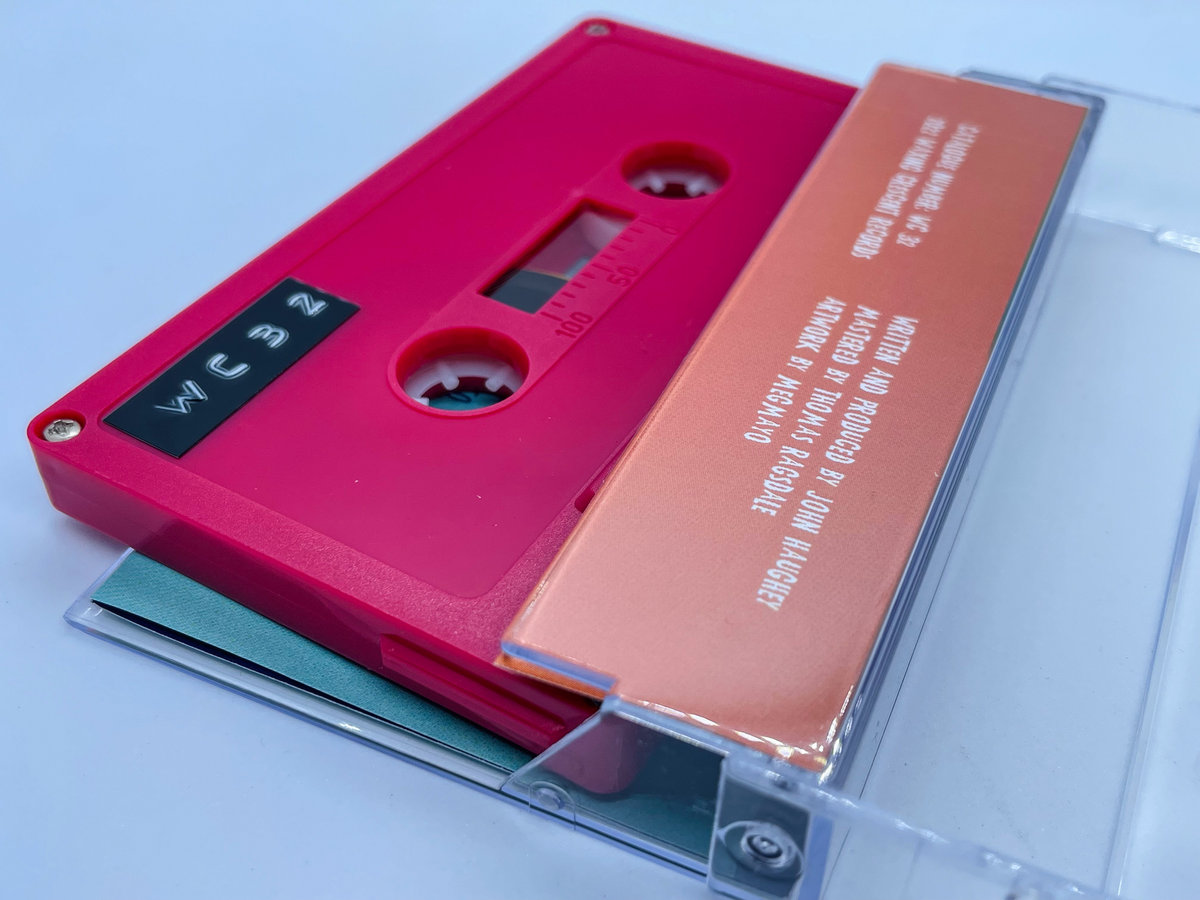 WC32
50
100
CATALOGUE NUMBER: WC 32
2021 WAXING CRESCENT RECORDS
WRITTEN AND PRODUCED BY JOHN HAUGHEY
MASTERED BY THOMAS RAGSDALE
ARTWORK BY MEGMAYO